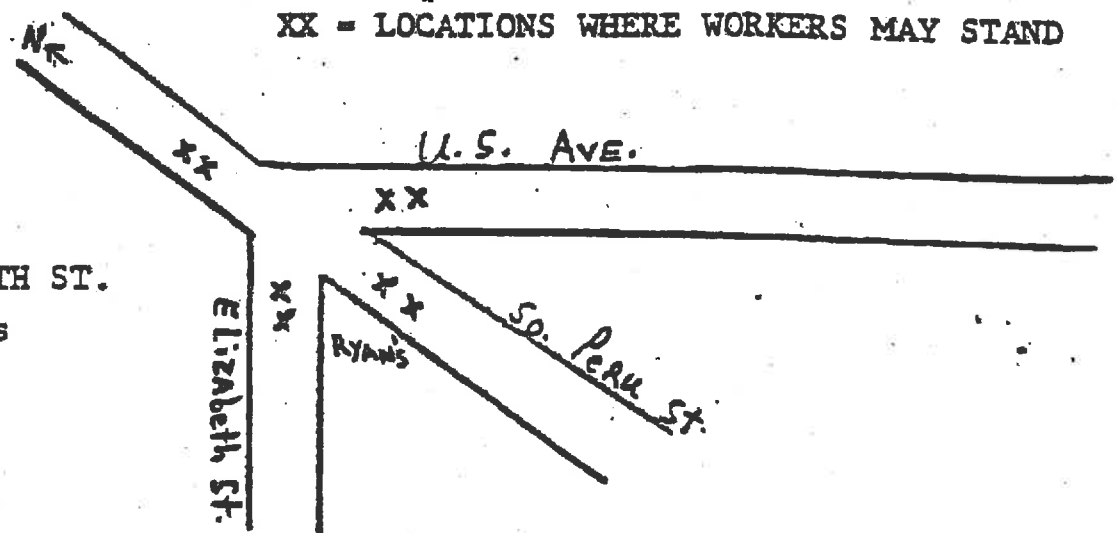 XX = LOCATIONS WHERE WORKERS MAY STAND
N
XX
U.S. AVE.
XX
TH ST.
S
XX
XX
Elizabeth St.
RYAN'S
So. Peru St.